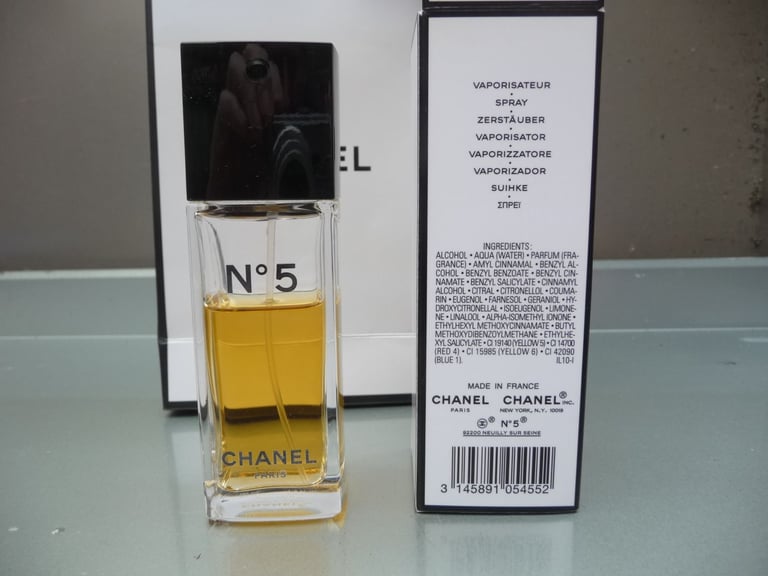 EL
N°5
CHANEL
PARIS
VAPORISATEUR
SPRAY
ZERSTÄUBER
VAPORISATOR
VAPORIZZATORE
VAPORIZADOR
SUIHKE
ΣΠΡΕΪ
INGREDIENTS:
ALCOHOL • AQUA (WATER) • PARFUM (FRA-
GRANCE) • AMYL CINNAMAL • BENZYL AL-
COHOL • BENZYL BENZOATE • BENZYL CIN-
NAMATE • BENZYL SALICYLATE • CINNAMYL
ALCOHOL • CITRAL • CITRONELLOL • COUMA-
RIN • EUGENOL • FARNESOL • GERANIOL • HY-
DROXYCITRONELLAL • ISOEUGENOL • LIMONE-
NE • LINALOOL • ALPHA-ISOMETHYL IONONE •
ETHYLHEXYL METHOXYCINNAMATE • BUTYL
METHOXYDIBENZOYLMETHANE • ETHYLHE-
XYL SALICYLATE • CI 19140 (YELLOW 5) • CI 14700
(RED 4) • CI 15985 (YELLOW 6) • CI 42090
(BLUE 1). IL10-I
MADE IN FRANCE
CHANEL CHANEL® INC.
PARIS NEW YORK, N.Y. 10019
® N°5®
92200 NEUILLY SUR SEINE
3 145891 054552